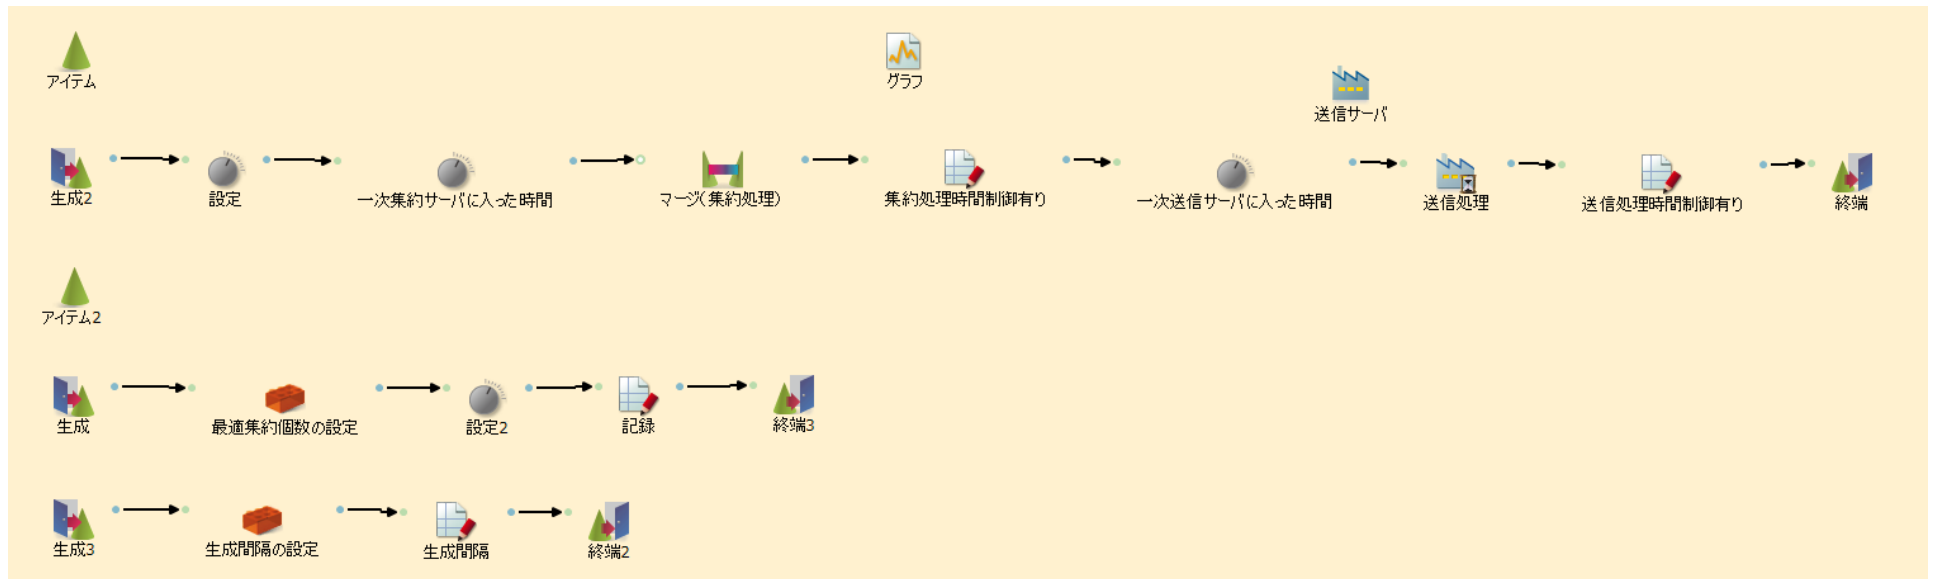 アイテム
グラフ
送信サーバ
生成2
設定
一次集約サーバに入った時間
マージ(集約処理)
集約処理時間制御有り
一次送信サーバに入った時間
送信処理
送信処理時間制御有り
終端
アイテム2
生成
最適集約個数の設定
設定2
記録
終端3
生成3
生成間隔の設定
生成間隔
終端2